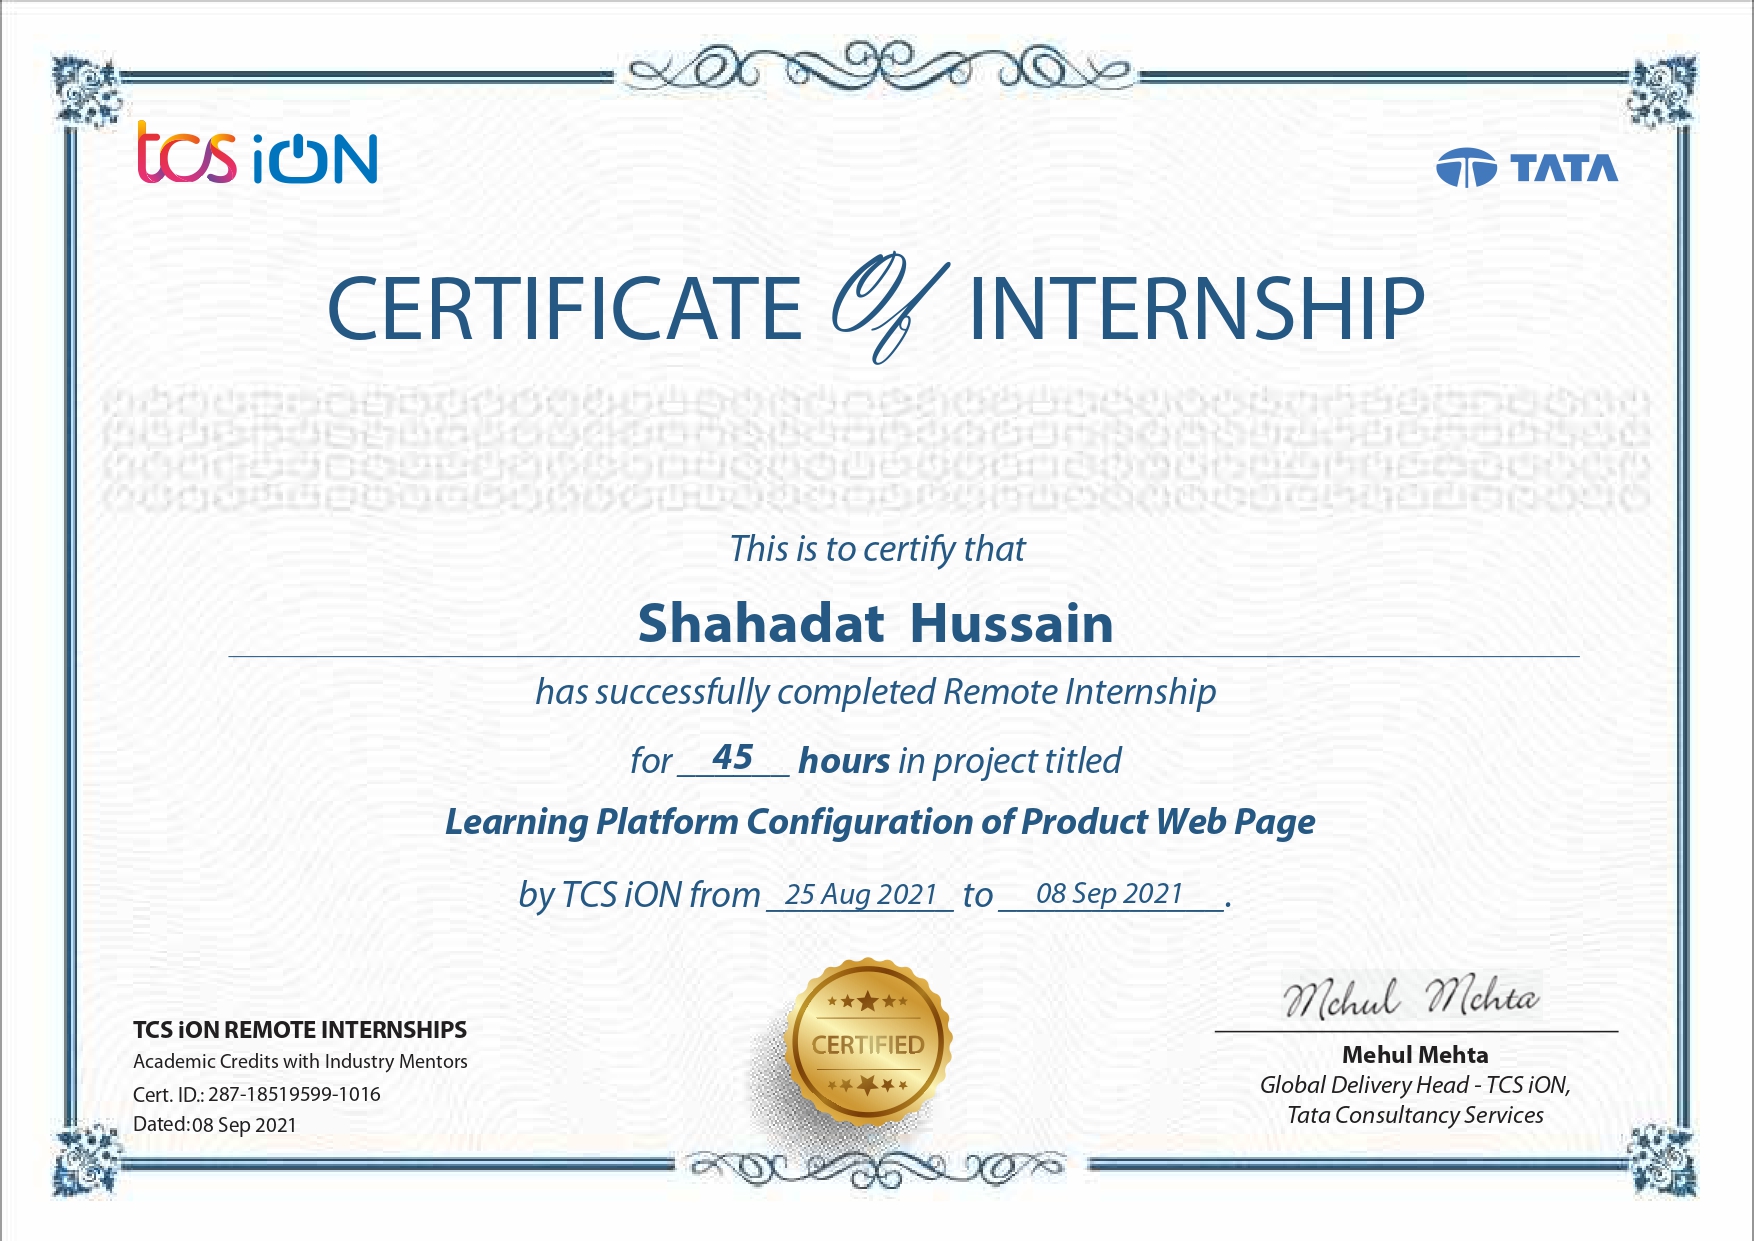 tcs iON
TATA
CERTIFICATE Of INTERNSHIP
This is to certify that
Shahadat Hussain
has successfully completed Remote Internship
for 45 hours in project titled
Learning Platform Configuration of Product Web Page
by TCS iON from 25 Aug 2021 to 08 Sep 2021.
CERTIFIED
TCS iON REMOTE INTERNSHIPS
Academic Credits with Industry Mentors
Cert. ID.: 287-18519599-1016
Dated: 08 Sep 2021
Mehul Mehta
Mehul Mehta
Global Delivery Head - TCS iON,
Tata Consultancy Services